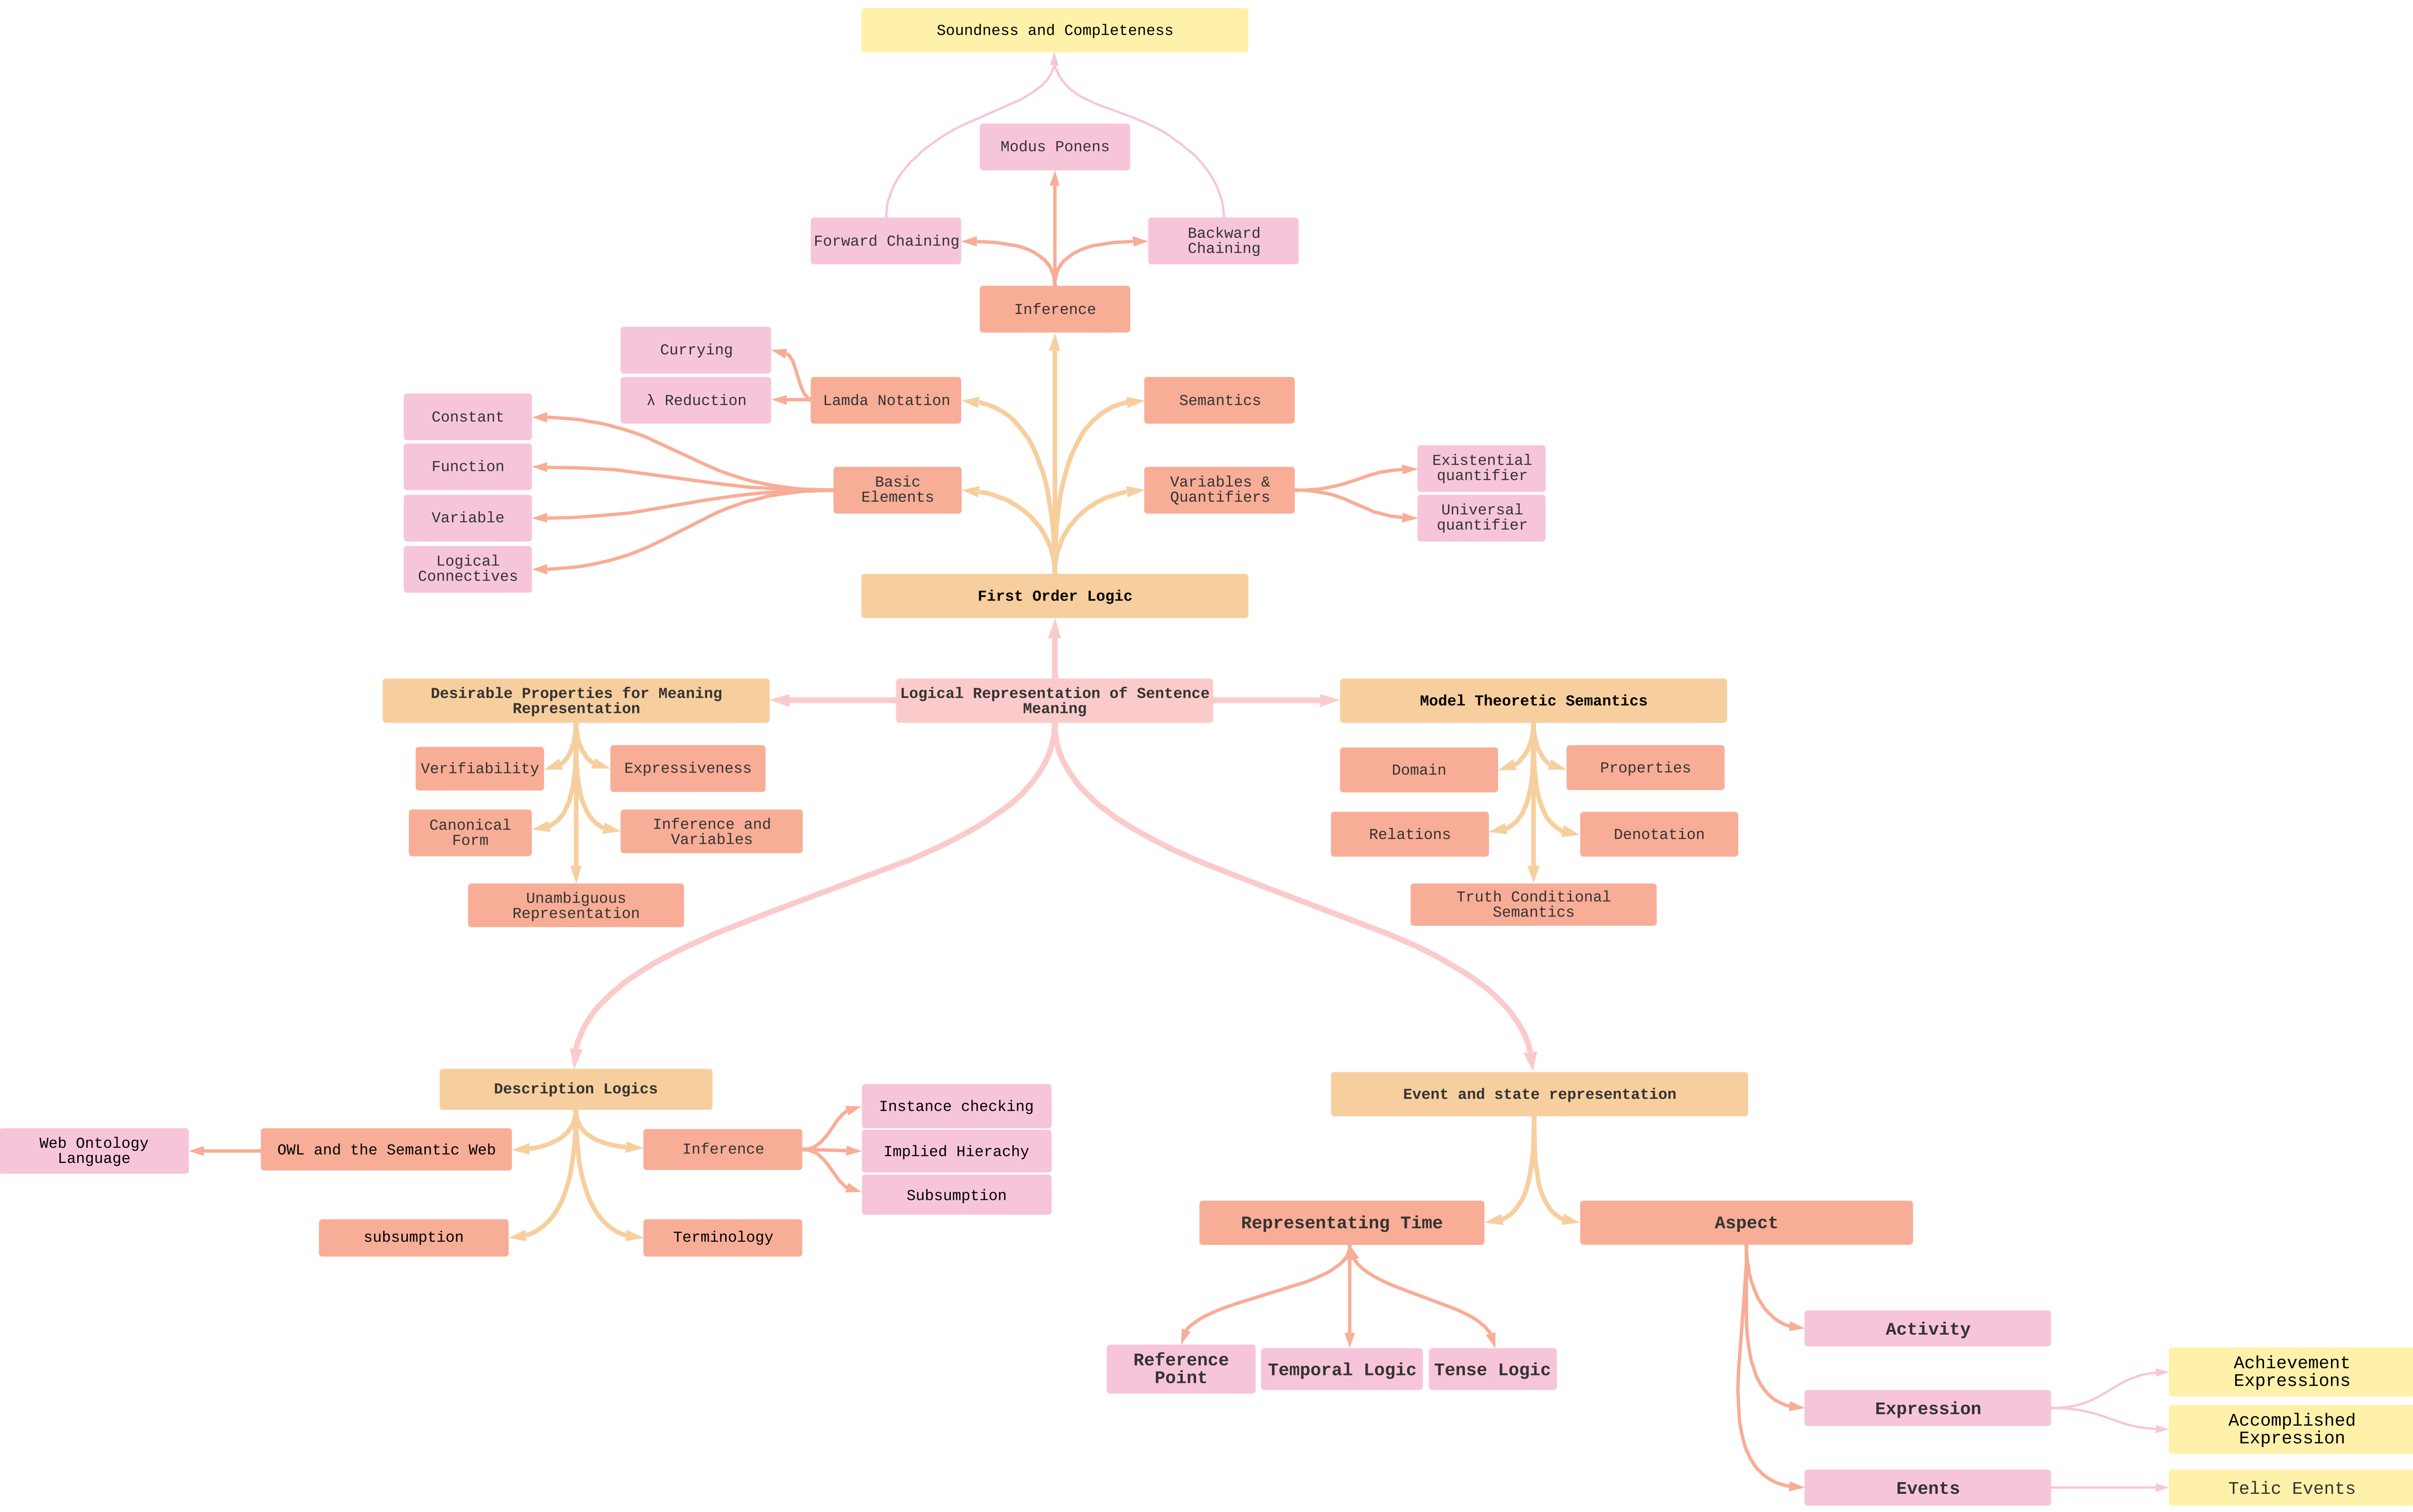 Soundness and Completeness
Modus Ponens
Forward Chaining
Backward
Chaining
Inference
Currying
λ Reduction
Lamda Notation
Semantics
Constant
Function
Variable
Logical
Connectives
Basic
Elements
Variables &
Quantifiers
Existential
quantifier
Universal
quantifier
First Order Logic
Desirable Properties for Meaning
Representation
Logical Representation of Sentence
Meaning
Model Theoretic Semantics
Verifiability
Expressiveness
Canonical
Form
Inference and
Variables
Unambiguous
Representation
Domain
Properties
Relations
Denotation
Truth Conditional
Semantics
Description Logics
Web Ontology
Language
OWL and the Semantic Web
Inference
Instance checking
Implied Hierachy
Subsumption
subsumption
Terminology
Event and state representation
Representating Time
Aspect
Reference
Point
Temporal Logic
Tense Logic
Activity
Expression
Events
Achievement
Expressions
Accomplished
Expression
Telic Events